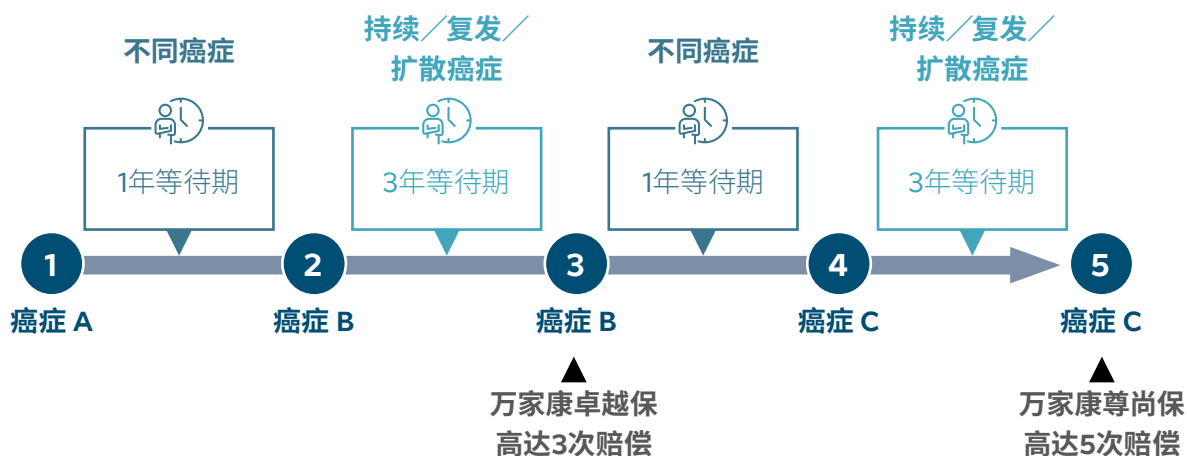 不同癌症
持续／复发／
扩散癌症
不同癌症
持续／复发／
扩散癌症
1年等待期
3年等待期
1年等待期
3年等待期
1
2
3
4
5
癌症 A
癌症 B
癌症 B
癌症 C
癌症 C
万家康卓越保
高达3次赔偿
万家康尊尚保
高达5次赔偿